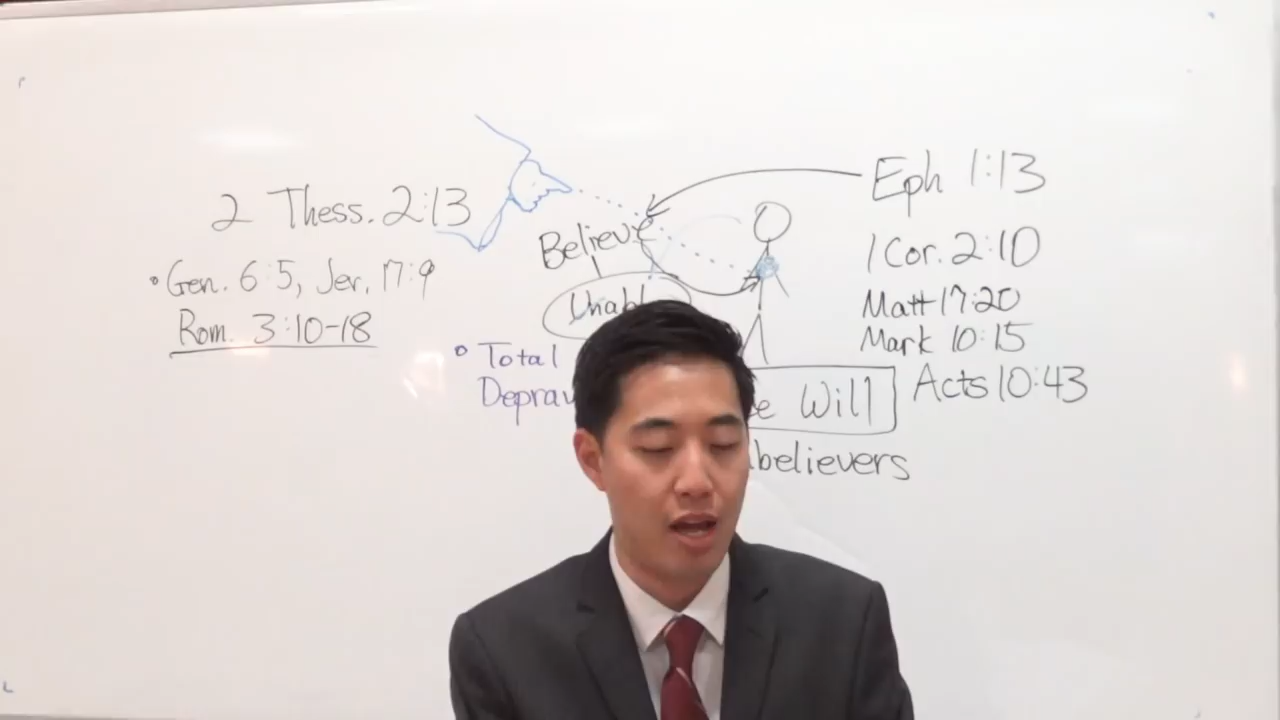 2 Thess. 2:13
• Gen. 6:5, Jer. 17:9
Rom. 3:10-18
Believe
• Total
Will
believers
Eph 1:13
1 Cor. 2:10
Matt 17:20
Mark 10:15
Acts 10:43